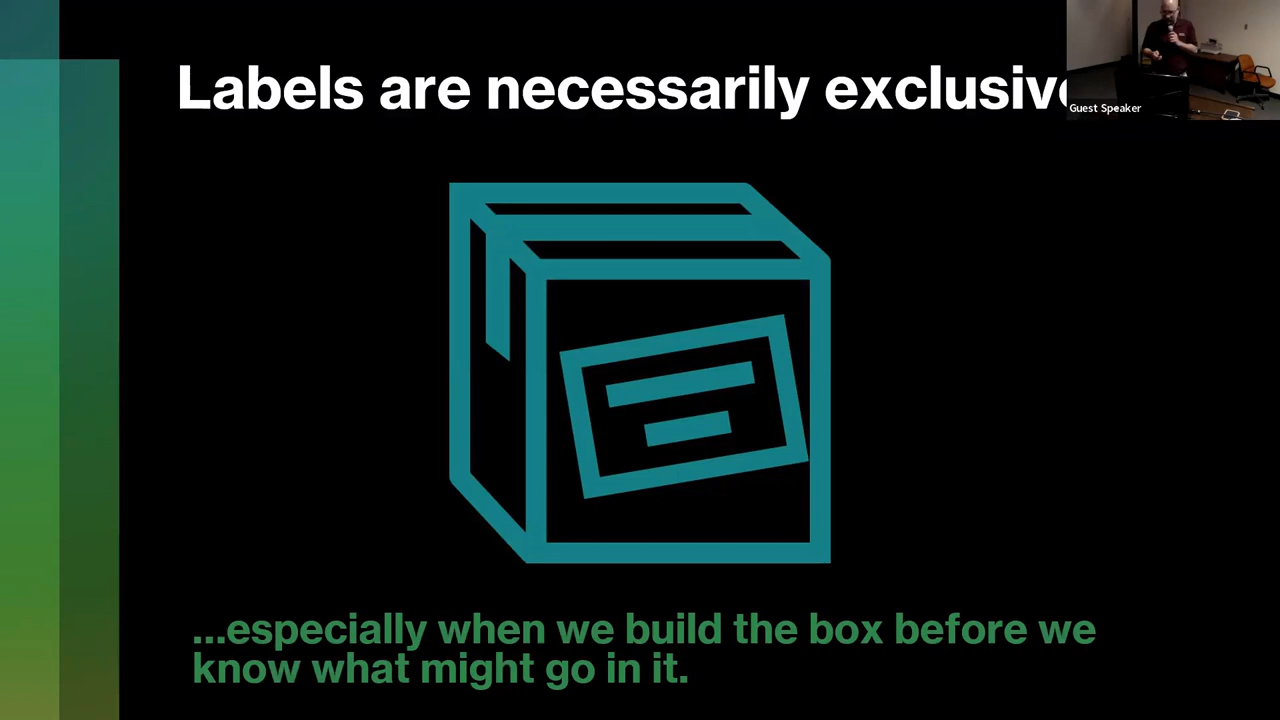 Labels are necessarily exclusive
Guest Speaker
...especially when we build the box before we
know what might go in it.